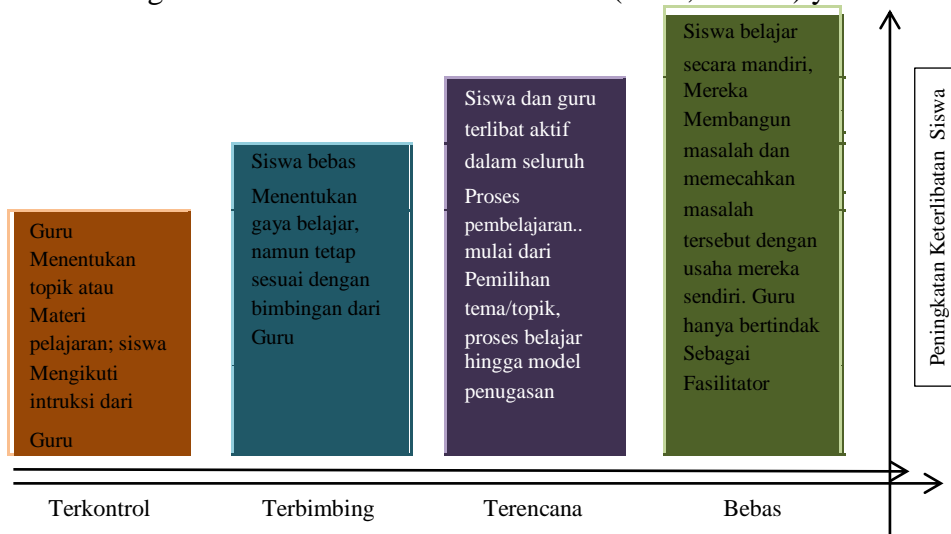 Guru
Menentukan
topik atau
Materi
pelajaran; siswa
Mengikuti
intruksi dari
Guru
Siswa bebas
Menentukan
gaya belajar,
namun tetap
sesuai dengan
bimbingan dari
Guru
Siswa dan guru
terlibat aktif
dalam seluruh
Proses
pembelajaran..
mulai dari
Pemilihan
tema/topik,
proses belajar
hingga model
penugasan
Siswa belajar
secara mandiri,
Mereka
Membangun
masalah dan
memecahkan
masalah
tersebut dengan
usaha mereka
sendiri. Guru
hanya bertindak
Sebagai
Fasilitator
Peningkatan Keterlibatan Siswa
Terkontrol
Terbimbing
Terencana
Bebas